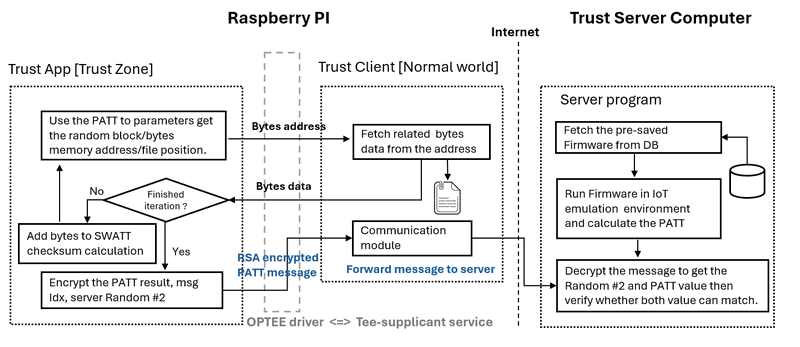 Raspberry PI
Trust Server Computer
Internet
Trust App [Trust Zone]
Trust Client [Normal world]
Server program
Use the PATT to parameters get
the random block/bytes
memory address/file position.
Bytes address
Fetch related bytes
data from the address
Fetch the pre-saved
Firmware from DB
No
Finished
iteration ?
Bytes data
Run Firmware in IoT
emulation environment
and calculate the PATT
Add bytes to SWATT
checksum calculation
Yes
Communication
module
RSA encrypted
PATT message
Forward message to server
Encrypt the PATT result, msg
Idx, server Random #2
Decrypt the message to get the
Random #2 and PATT value then
verify whether both value can match.
OPTEE driver <=> Tee-supplicant service